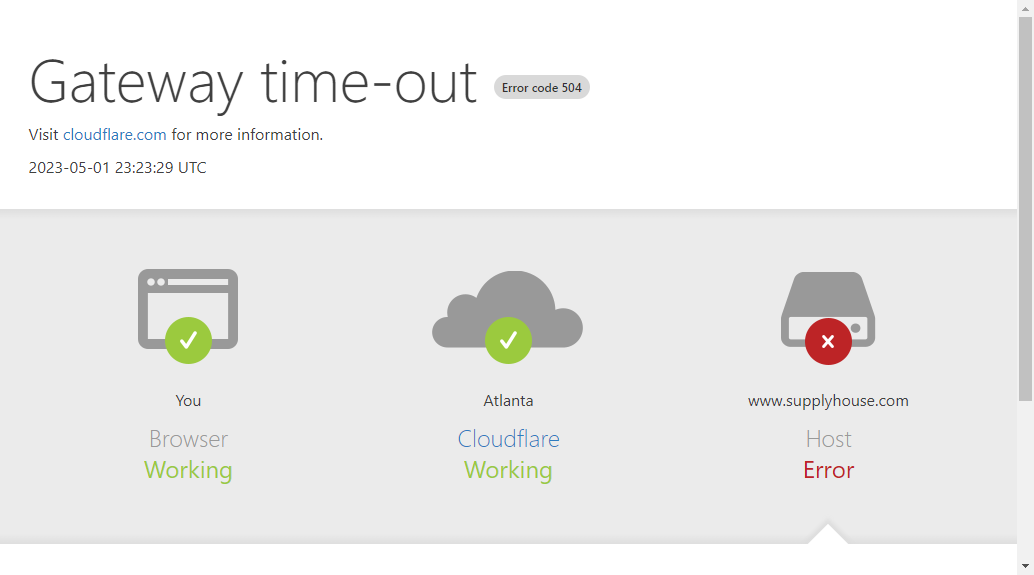 Gateway time-out Error code 504
Visit cloudflare.com for more information.
2023-05-01 23:23:29 UTC
You
Browser
Working
Atlanta
Cloudflare
Working
www.supplyhouse.com
Host
Error